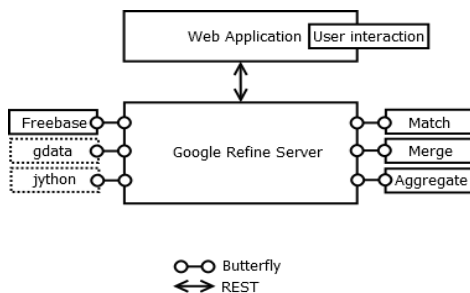 Web Application
User interaction
Freebase
gdata
jython
Google Refine Server
Match
Merge
Aggregate
Butterfly
REST